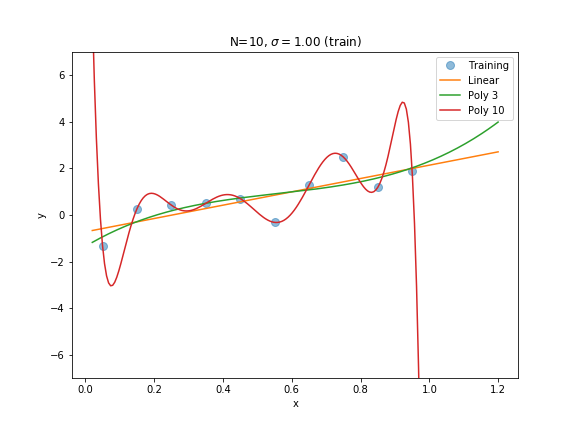 N=10, σ = 1.00 (train)
Training
Linear
Poly 3
Poly 10
6
4
2
0
−2
−4
−6
y
0.0 0.2 0.4 0.6 0.8 1.0 1.2
x